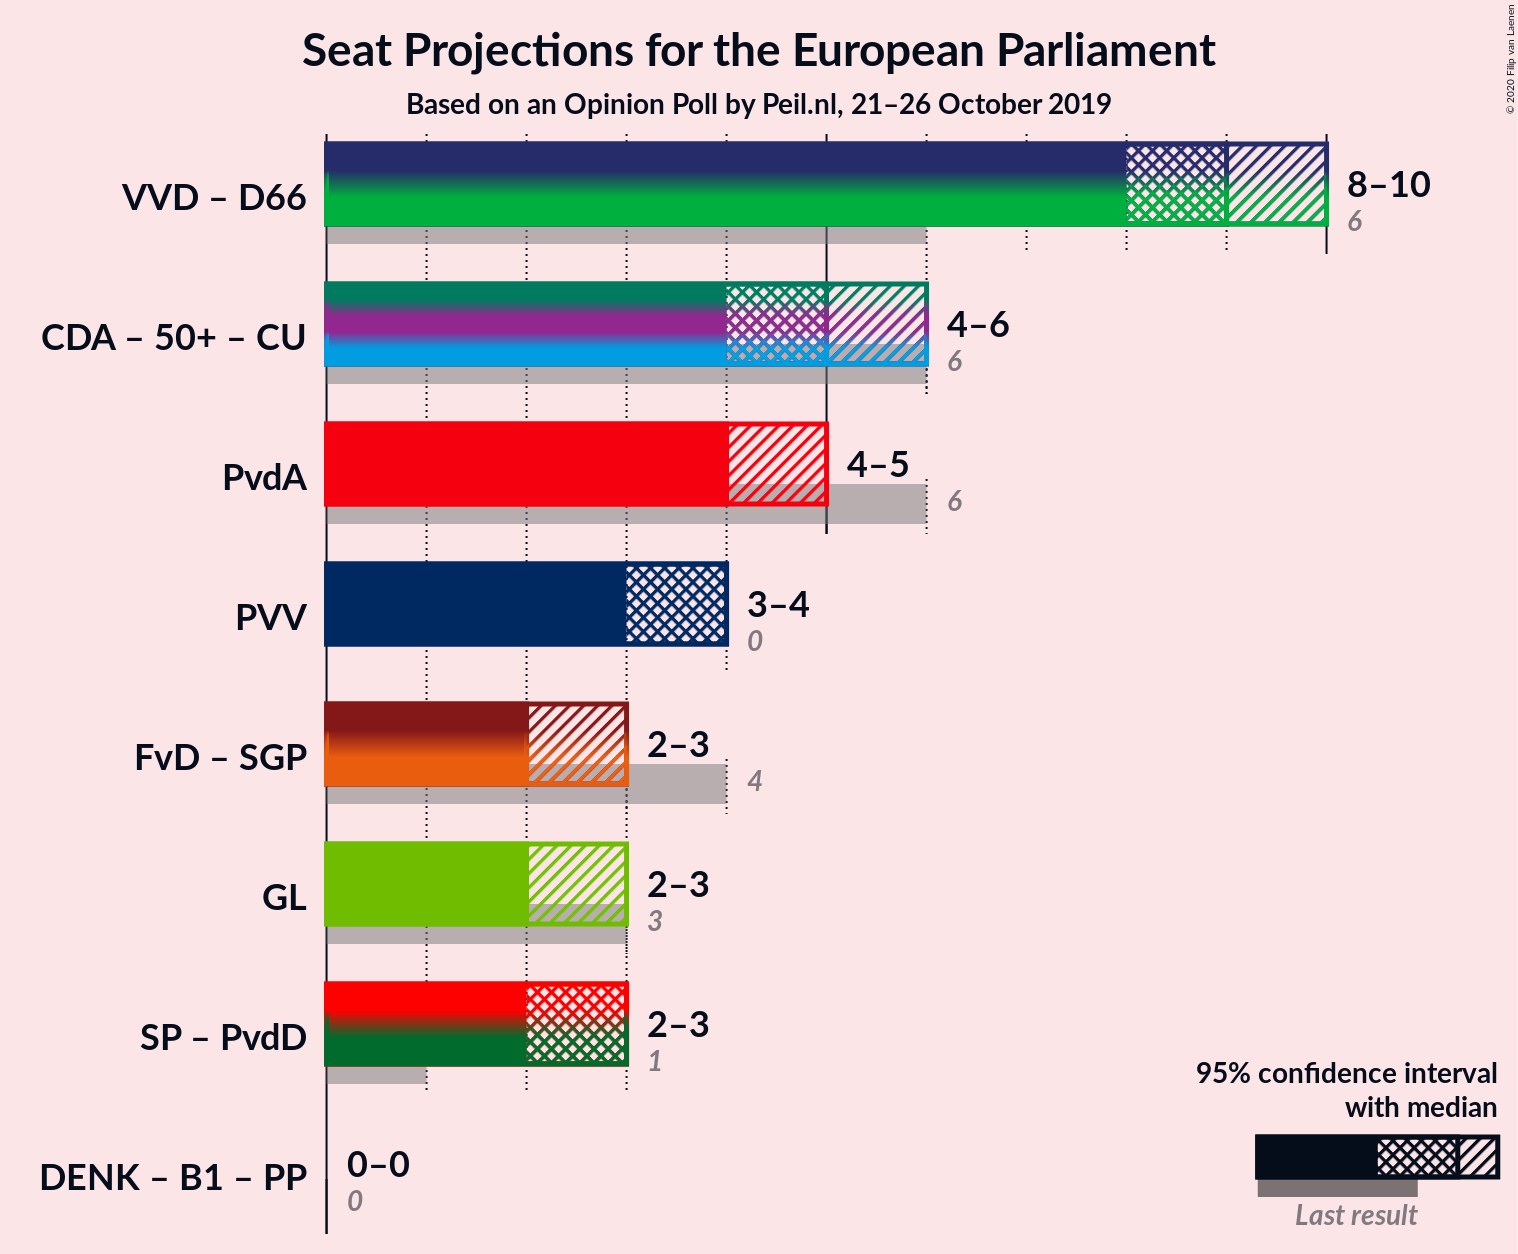 Seat Projections for the European Parliament
Based on an Opinion Poll by Peil.nl, 21–26 October 2019
© 2020 Filip van Laenen
VVD – D66
8–10
6
CDA – 50+ – CU
4–6
6
PvdA
4–5
6
PVV
3–4
0
FvD – SGP
2–3
4
GL
2–3
3
SP – PvdD
2–3
1
DENK – B1 – PP
0–0
0
95% confidence interval
with median
Last result